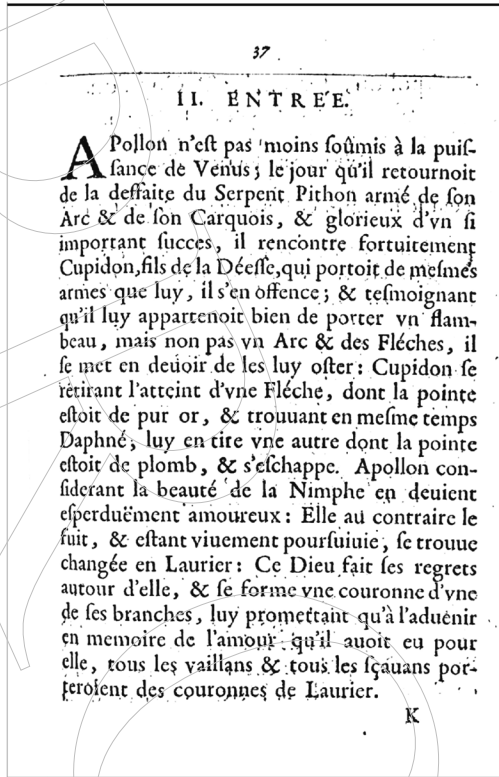 37
II. ENTRÉE.
APollon n'eſt pas moins ſoûmis à la puiſ-
ſance de Venus; le jour qu'il retournoit
de la deffaite du Serpent Pithon armé de ſon
Arc & de ſon Carquois, & glorieux d'vn ſi
important ſucces, il rencontre fortuitement
Cupidon, fils de la Déeſſe, qui portoit de meſmes
armes que luy, il s'en offence; & teſmoignant
qu'il luy appartenoit bien de porter vn flam-
beau, mais non pas vn Arc & des Fléches, il
ſe met en deuoir de les luy oſter: Cupidon ſe
retirant l'atteint d'vne Fléche, dont la pointe
eſtoit de pur or, & trouuant en meſme temps
Daphné, luy en tire vne autre dont la pointe
eſtoit de plomb, & s'eſchappe. Apollon con-
ſiderant la beauté de la Nimphe en deuient
eſperduëment amoureux: Elle au contraire le
fuit, & eſtant viuement pourſuiuie, ſe trouue
changée en Laurier: Ce Dieu fait ſes regrets
autour d'elle, & ſe forme vne couronne d'vne
de ſes branches, luy promettant qu'à l'aduenir
en memoire de l'amour qu'il auoit eu pour
elle, tous les vaillans & tous les ſçauans por-
teroient des couronnes de Laurier.
K